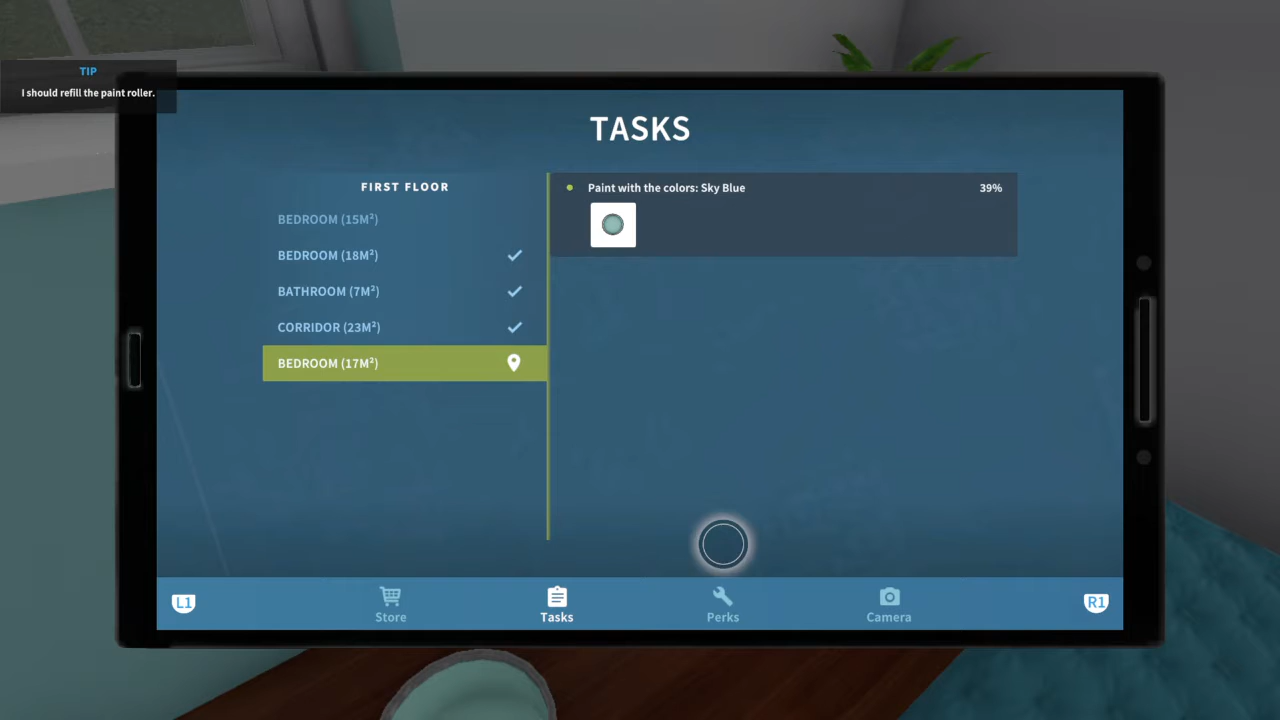 TIP
I should refill the paint roller.
TASKS
FIRST FLOOR
BEDROOM (15M²)
BEDROOM (18M²)
BATHROOM (7M²)
CORRIDOR (23M²)
BEDROOM (17M²)
Paint with the colors: Sky Blue 39%
L1
Store
Tasks
Perks
Camera
R1